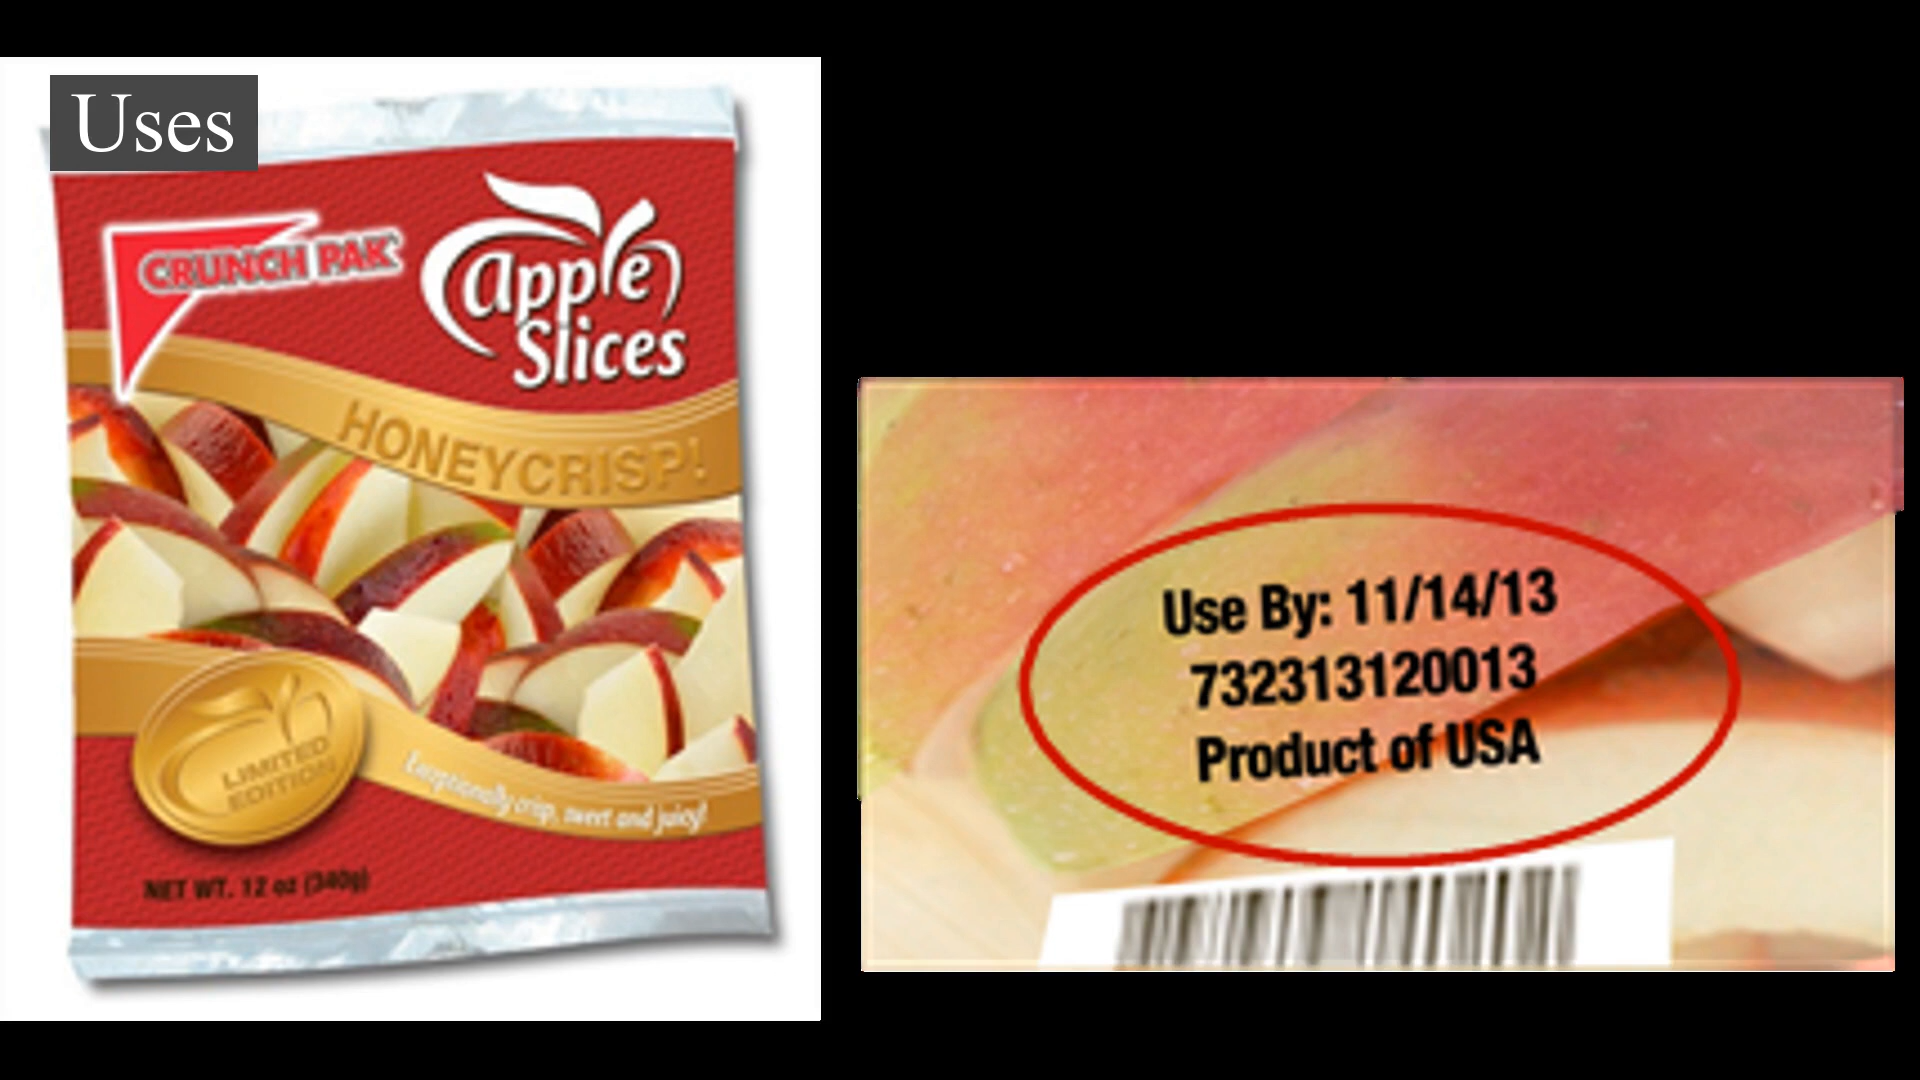 Uses
CRUNCH PAK
apple
Slices
HONEYCRISP!
LIMITED
EDITION
Exceptionally crisp, sweet and juicy!
NET WT. 12 oz (340g)
Use By: 11/14/13
732313120013
Product of USA